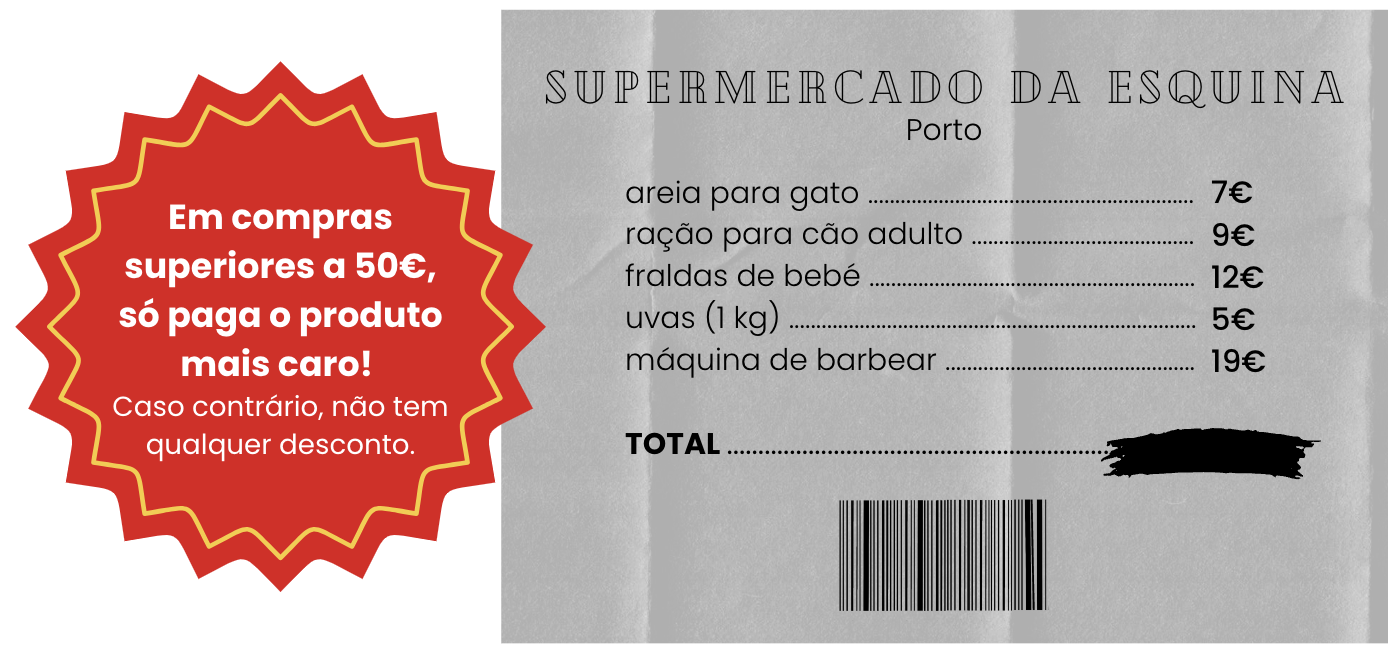 Em compras
superiores a 50€,
só paga o produto
mais caro!
Caso contrário, não tem
qualquer desconto.
SUPERMERCADO DA ESQUINA
Porto
areia para gato ........................................ 7€
ração para cão adulto ........................................ 9€
fraldas de bebé ........................................ 12€
uvas (1 kg) ........................................ 5€
máquina de barbear ........................................ 19€
TOTAL ........................................